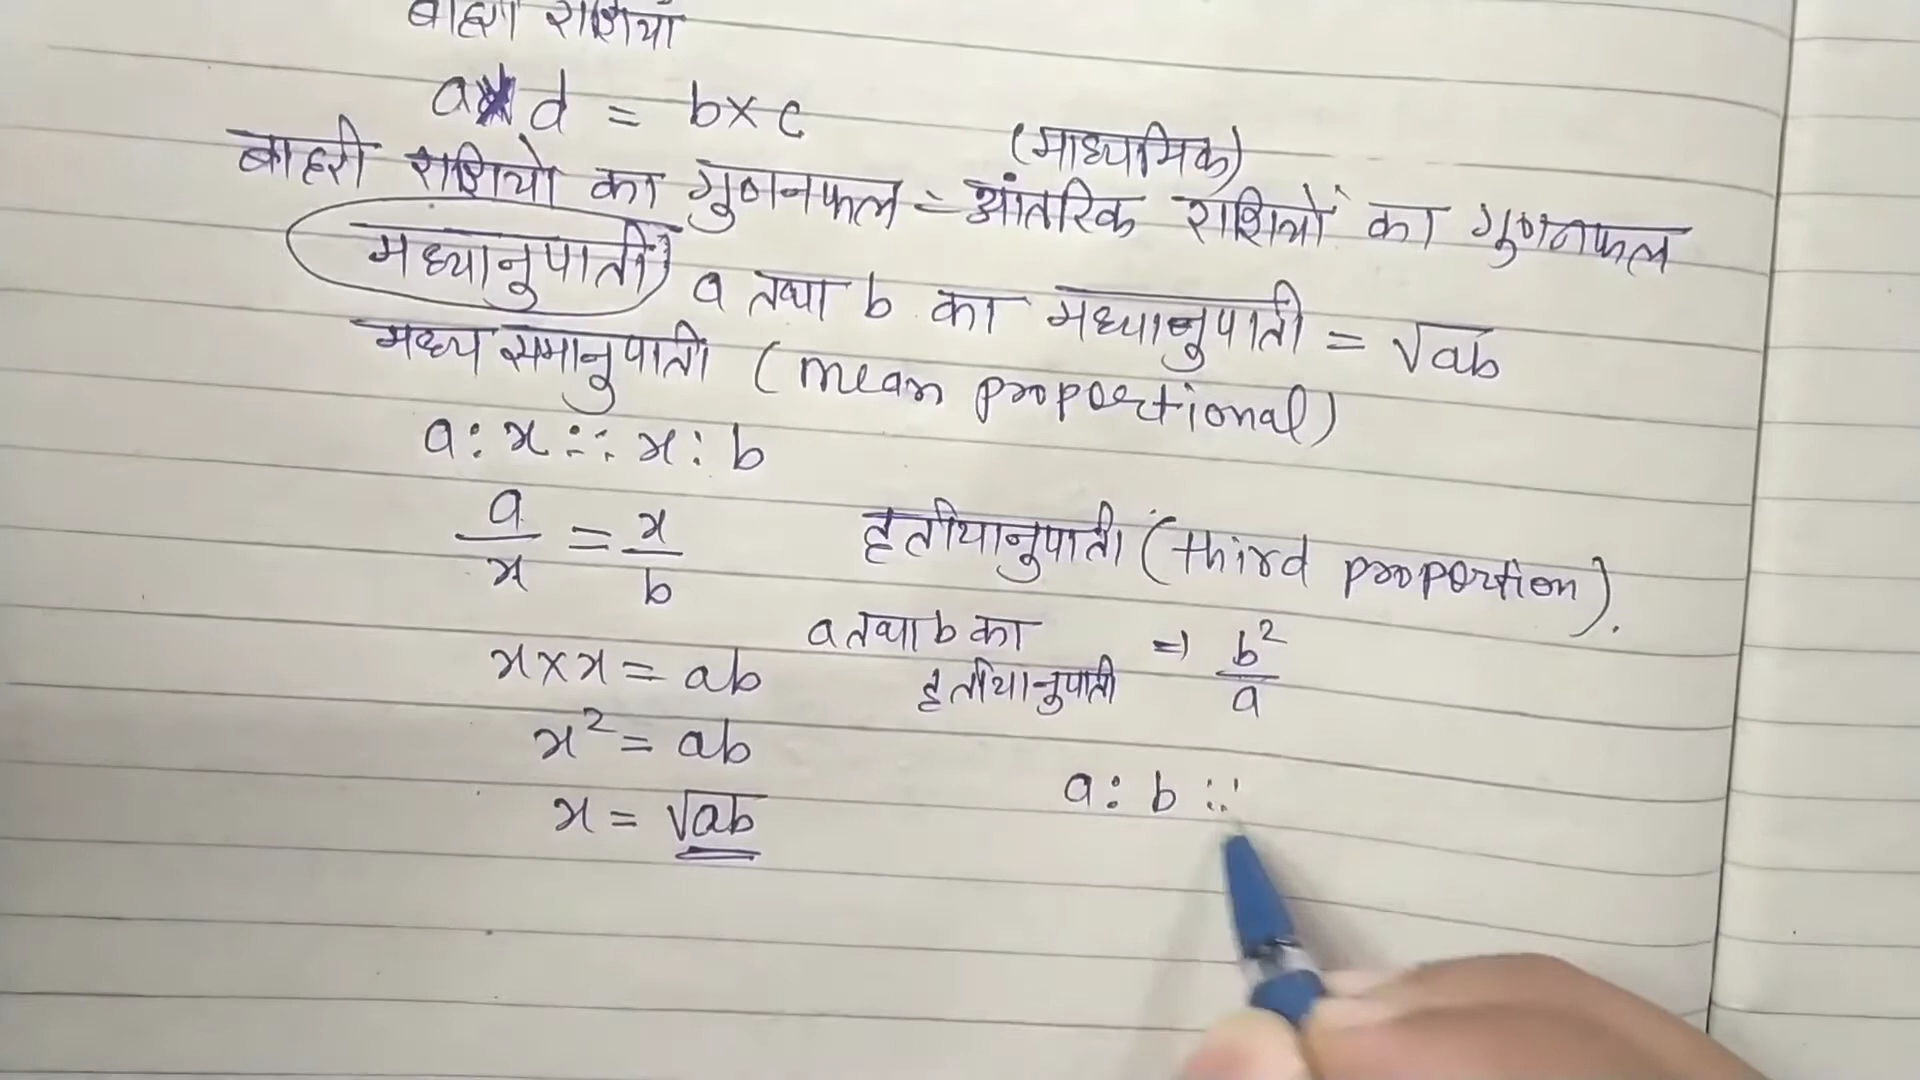 बाहरी राशियाँ
a× d = b×c
(माध्यमिक)
बाहरी राशियो का गुणनफल = आंतरिक राशियों का गुणनफल
मध्यानुपाती a तथा b का मध्यानुपाती = √ab
मध्य समानुपाती (mean proportional)
a : x :: x : b
a/x = x/b
तृतीयानुपाती (third proportion).
a तथा b का
तृतीयानुपाती ⇒ b²/a
x×x = ab
x² = ab
x = √ab
a : b ::